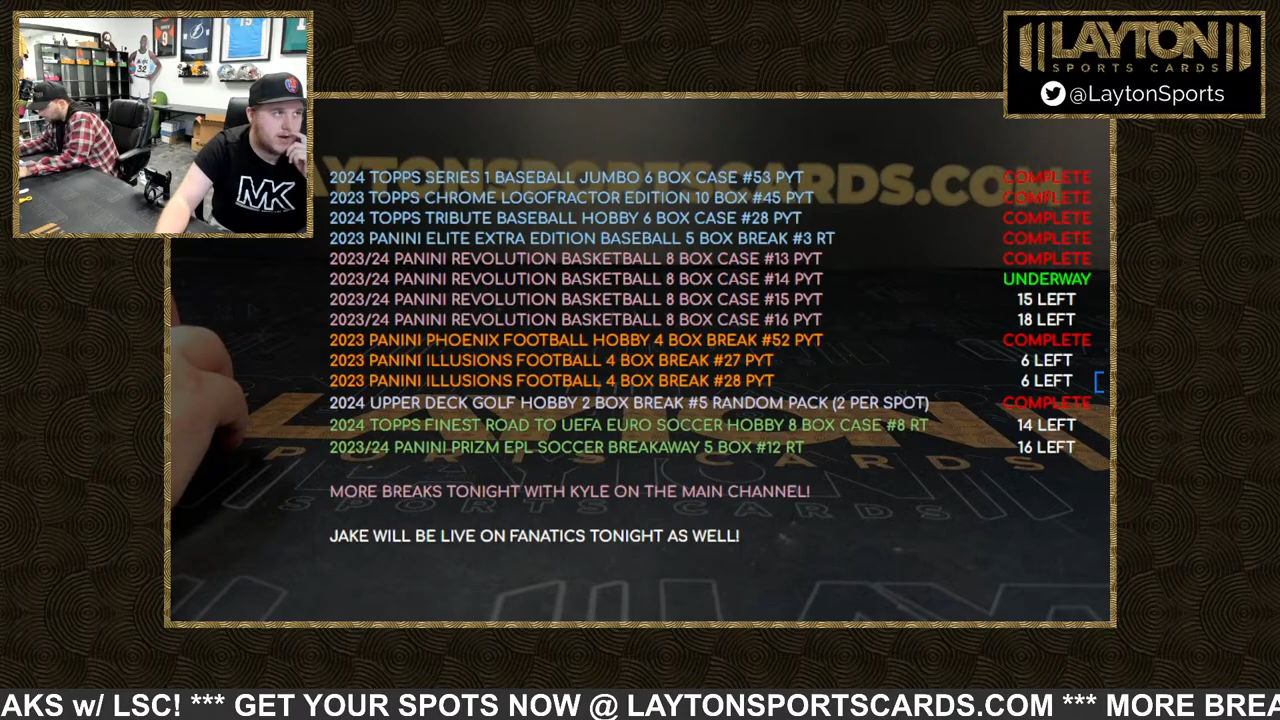 LAYTON
SPORTS CARDS
@LaytonSports
LAYTONSPORTSCARDS.CO
2024 TOPPS SERIES 1 BASEBALL JUMBO 6 BOX CASE #53 PYT COMPLETE
2023 TOPPS CHROME LOGOFRACTOR EDITION 10 BOX #45 PYT COMPLETE
2024 TOPPS TRIBUTE BASEBALL HOBBY 6 BOX CASE #28 PYT COMPLETE
2023 PANINI ELITE EXTRA EDITION BASEBALL 5 BOX BREAK #3 RT COMPLETE
2023/24 PANINI REVOLUTION BASKETBALL 8 BOX CASE #13 PYT COMPLETE
2023/24 PANINI REVOLUTION BASKETBALL 8 BOX CASE #14 PYT UNDERWAY
2023/24 PANINI REVOLUTION BASKETBALL 8 BOX CASE #15 PYT 15 LEFT
2023/24 PANINI REVOLUTION BASKETBALL 8 BOX CASE #16 PYT 18 LEFT
2023 PANINI PHOENIX FOOTBALL HOBBY 4 BOX BREAK #52 PYT COMPLETE
2023 PANINI ILLUSIONS FOOTBALL 4 BOX BREAK #27 PYT 6 LEFT
2023 PANINI ILLUSIONS FOOTBALL 4 BOX BREAK #28 PYT 6 LEFT
2024 UPPER DECK GOLF HOBBY 2 BOX BREAK #5 RANDOM PACK (2 PER SPOT) COMPLETE
2024 TOPPS FINEST ROAD TO UEFA EURO SOCCER HOBBY 8 BOX CASE #8 RT 14 LEFT
2023/24 PANINI PRIZM EPL SOCCER BREAKAWAY 5 BOX #12 RT 16 LEFT
MORE BREAKS TONIGHT WITH KYLE ON THE MAIN CHANNEL!
JAKE WILL BE LIVE ON FANATICS TONIGHT AS WELL!
MK
32
9
LAYTON
SPORTS CARDS
AKS w/ LSC! *** GET YOUR SPOTS NOW @ LAYTONSPORTSCARDS.COM *** MORE BREA